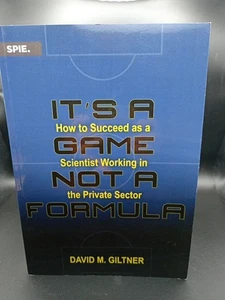 SPIE.
IT'S A
How to Succeed as a
GAME
Scientist Working in
NOT A
the Private Sector
FORMULA
DAVID M. GILTNER